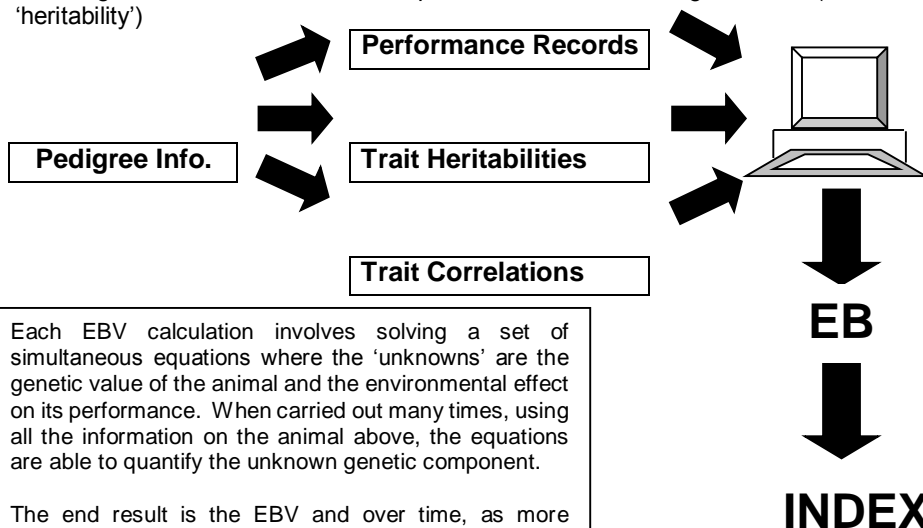 'heritability')
Performance Records
Pedigree Info.
Trait Heritabilities
Trait Correlations
EB
INDEX
Each EBV calculation involves solving a set of
simultaneous equations where the ‘unknowns’ are the
genetic value of the animal and the environmental effect
on its performance. When carried out many times, using
all the information on the animal above, the equations
are able to quantify the unknown genetic component.
The end result is the EBV and over time, as more